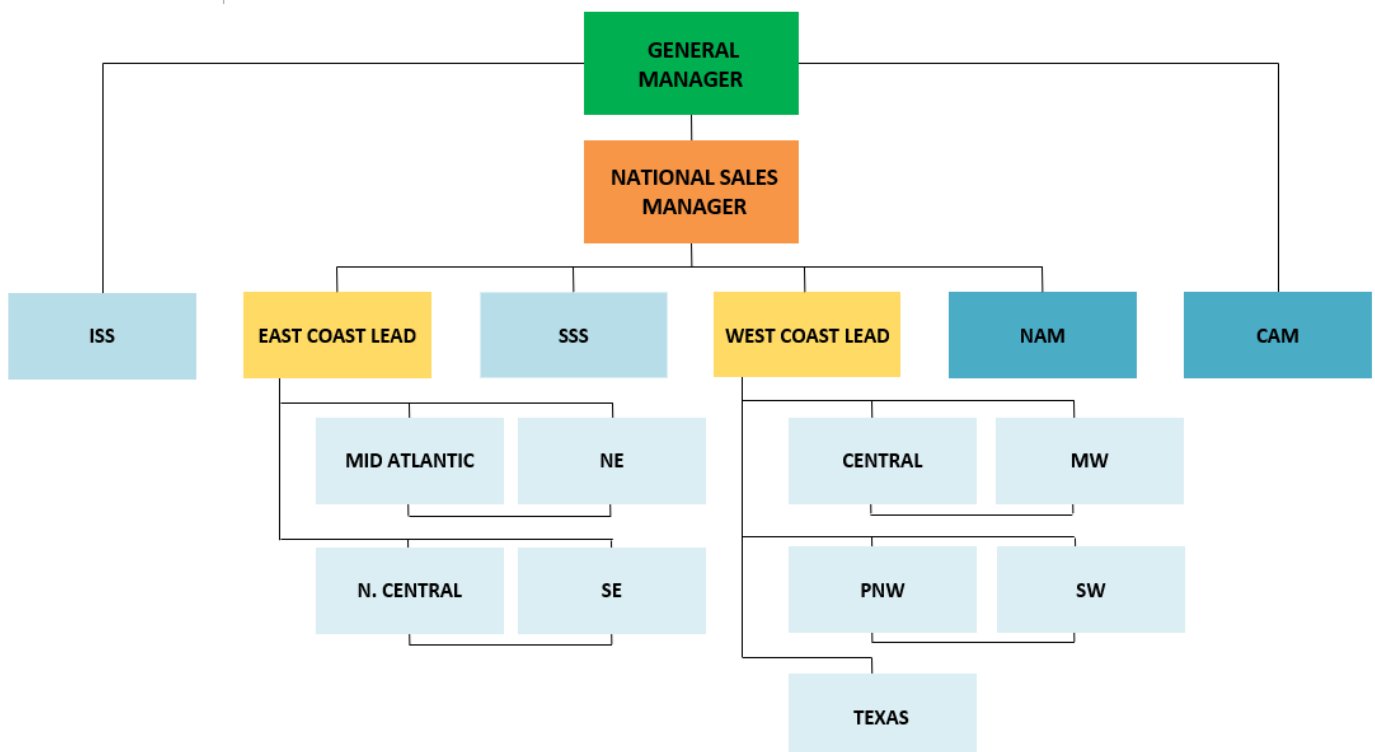 GENERAL
MANAGER
NATIONAL SALES
MANAGER
ISS
EAST COAST LEAD
SSS
WEST COAST LEAD
NAM
CAM
MID ATLANTIC
NE
CENTRAL
MW
N. CENTRAL
SE
PNW
SW
TEXAS